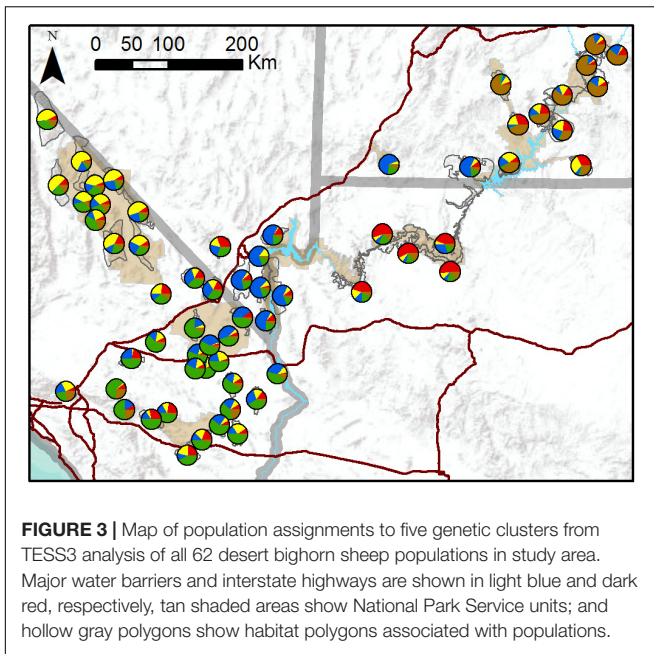 N
0 50 100 200
Km
FIGURE 3 | Map of population assignments to five genetic clusters from
TESS3 analysis of all 62 desert bighorn sheep populations in study area.
Major water barriers and interstate highways are shown in light blue and dark
red, respectively, tan shaded areas show National Park Service units; and
hollow gray polygons show habitat polygons associated with populations.